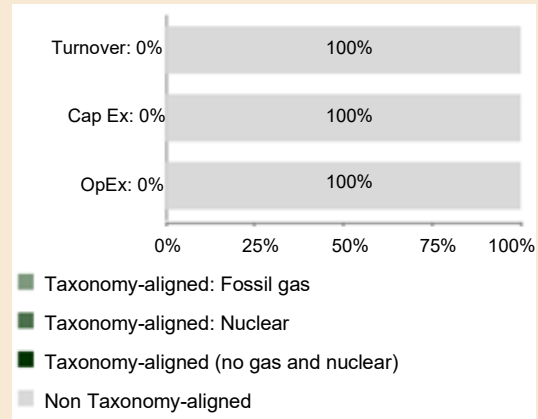 Turnover: 0% 100%
Cap Ex: 0% 100%
OpEx: 0% 100%
0% 25% 50% 75% 100%
Taxonomy-aligned: Fossil gas
Taxonomy-aligned: Nuclear
Taxonomy-aligned (no gas and nuclear)
Non Taxonomy-aligned